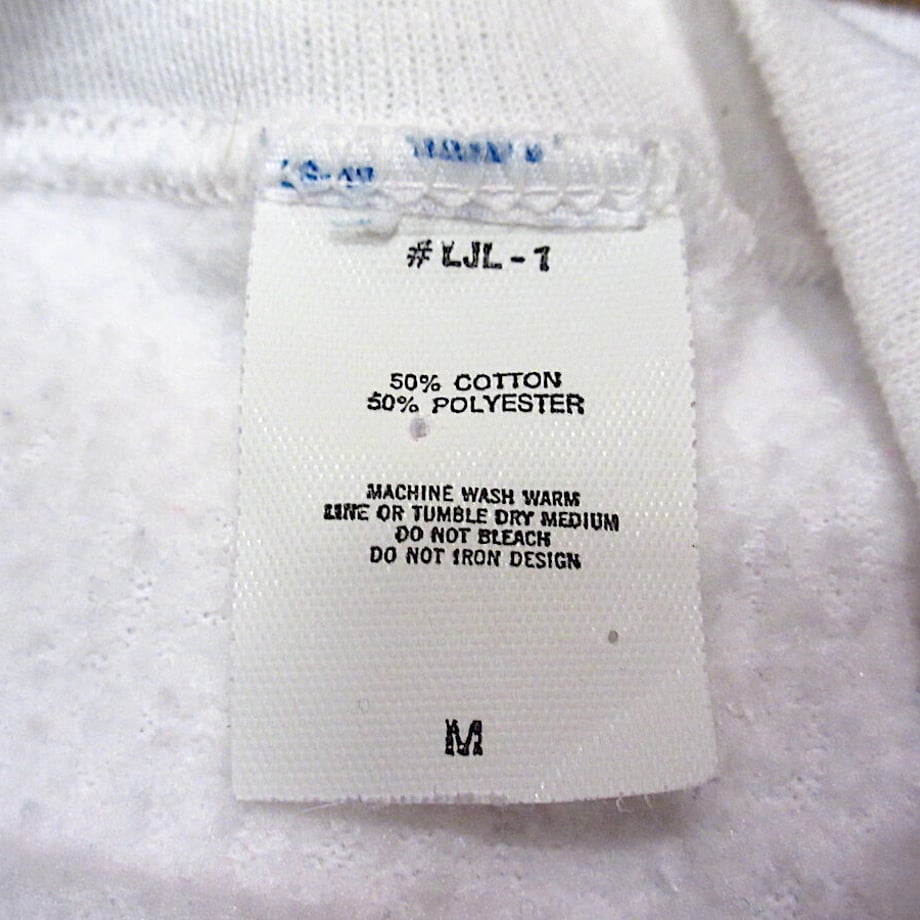 #LJL-1
50% COTTON
50% POLYESTER
MACHINE WASH WARM
LINE OR TUMBLE DRY MEDIUM
DO NOT BLEACH
DO NOT IRON DESIGN
M